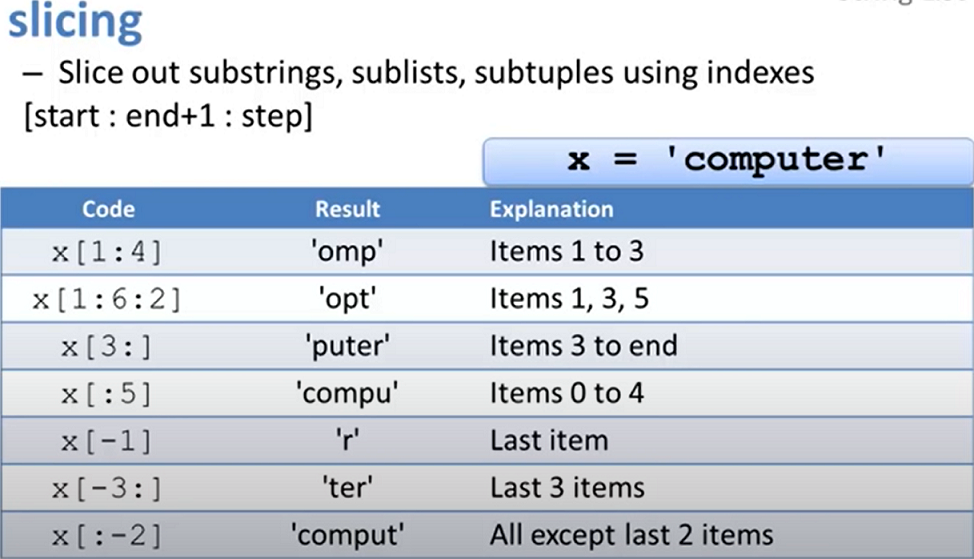 slicing
– Slice out substrings, sublists, subtuples using indexes
[start : end+1 : step]
x = 'computer'
Code Result Explanation
x[1:4] 'omp' Items 1 to 3
x[1:6:2] 'opt' Items 1, 3, 5
x[3:] 'puter' Items 3 to end
x[:5] 'compu' Items 0 to 4
x[-1] 'r' Last item
x[-3:] 'ter' Last 3 items
x[:-2] 'comput' All except last 2 items